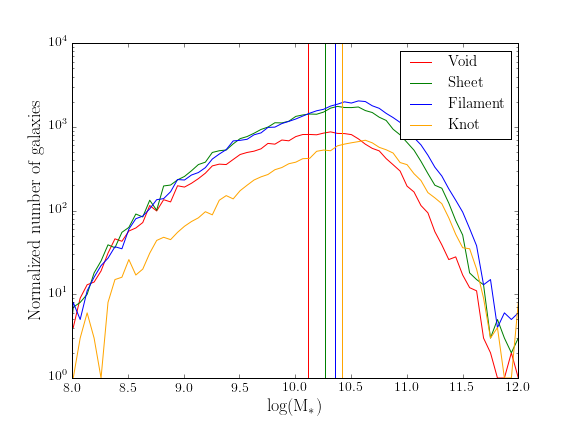 10⁴
Void
Sheet
Filament
Knot
10³
Normalized number of galaxies
10²
10¹
10⁰
8.0 8.5 9.0 9.5 10.0 10.5 11.0 11.5 12.0
log(M*)